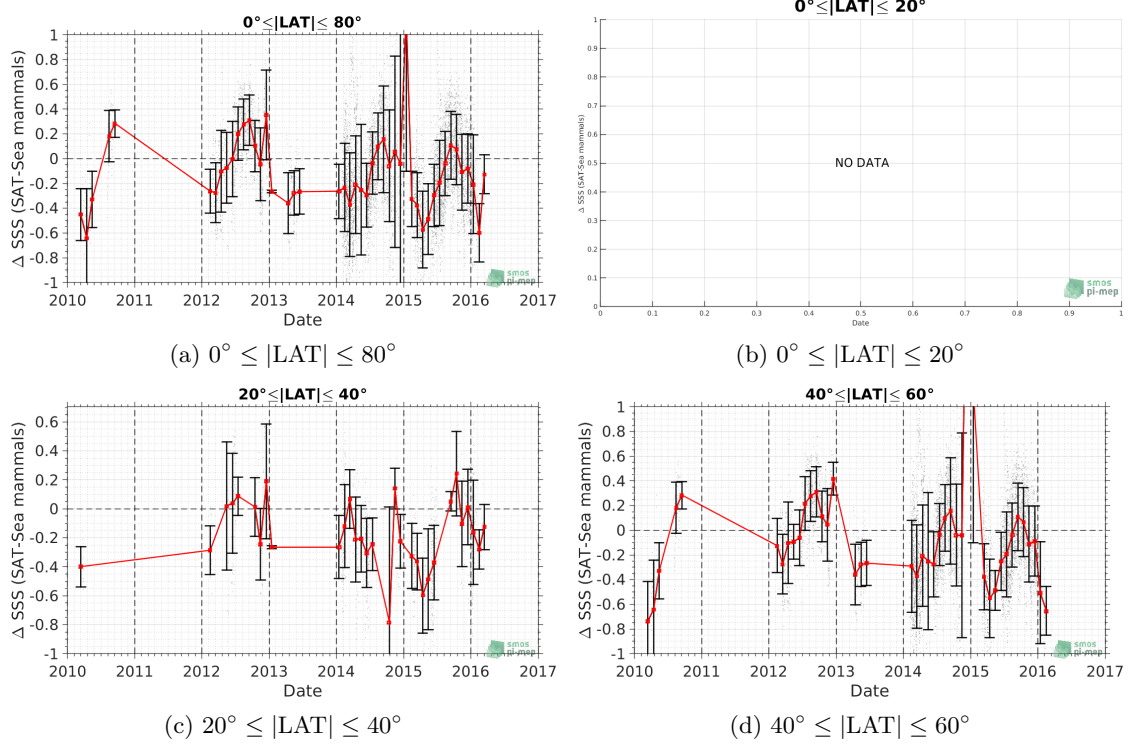 0°≤|LAT|≤ 80°
Δ SSS (SAT-Sea mammals)
1
0.8
0.6
0.4
0.2
0
-0.2
-0.4
-0.6
-0.8
-1
2010 2011 2012 2013 2014 2015 2016 2017
Date
smos
pi-mep
(a) 0° ≤ |LAT| ≤ 80°
0°≤|LAT|≤ 20°
Δ SSS (SAT-Sea mammals)
1
0.9
0.8
0.7
0.6
0.5
0.4
0.3
0.2
0.1
0
NO DATA
0 0.1 0.2 0.3 0.4 0.5 0.6 0.7 0.8 0.9 1
Date
smos
pi-mep
(b) 0° ≤ |LAT| ≤ 20°
20°≤|LAT|≤ 40°
Δ SSS (SAT-Sea mammals)
0.6
0.4
0.2
0
-0.2
-0.4
-0.6
-0.8
-1
2010 2011 2012 2013 2014 2015 2016 2017
Date
smos
pi-mep
(c) 20° ≤ |LAT| ≤ 40°
40°≤|LAT|≤ 60°
Δ SSS (SAT-Sea mammals)
1
0.8
0.6
0.4
0.2
0
-0.2
-0.4
-0.6
-0.8
-1
2010 2011 2012 2013 2014 2015 2016 2017
Date
smos
pi-mep
(d) 40° ≤ |LAT| ≤ 60°